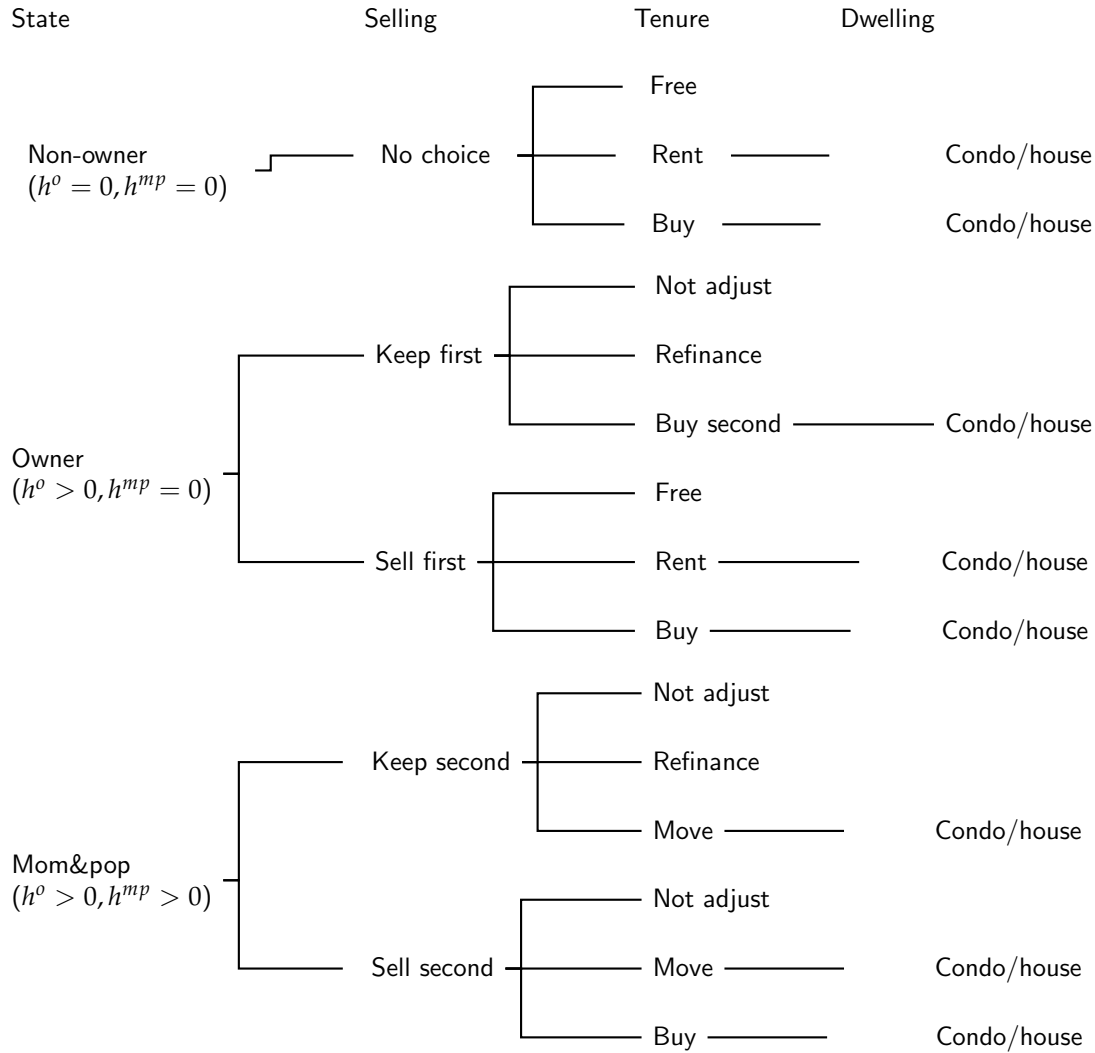 State Selling Tenure Dwelling
Free
Non-owner
(h^o = 0, h^{mp} = 0)
No choice
Rent Condo/house
Buy Condo/house
Not adjust
Keep first Refinance
Buy second Condo/house
Owner
(h^o > 0, h^{mp} = 0)
Free
Sell first Rent Condo/house
Buy Condo/house
Not adjust
Keep second Refinance
Move Condo/house
Mom&pop
(h^o > 0, h^{mp} > 0)
Not adjust
Sell second Move Condo/house
Buy Condo/house